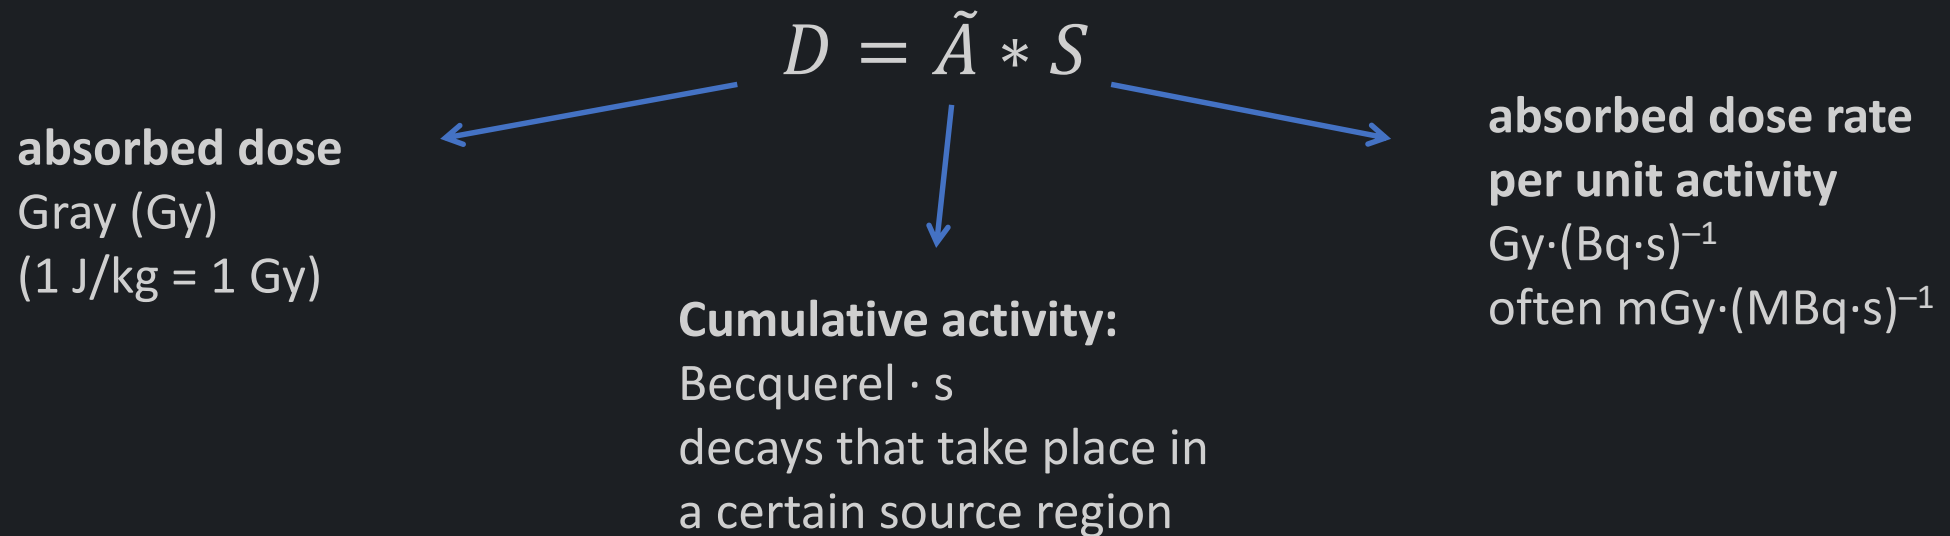 D = Ã ∗ S
absorbed dose
Gray (Gy)
(1 J/kg = 1 Gy)
Cumulative activity:
Becquerel · s
decays that take place in
a certain source region
absorbed dose rate
per unit activity
Gy·(Bq·s)⁻¹
often mGy·(MBq·s)⁻¹